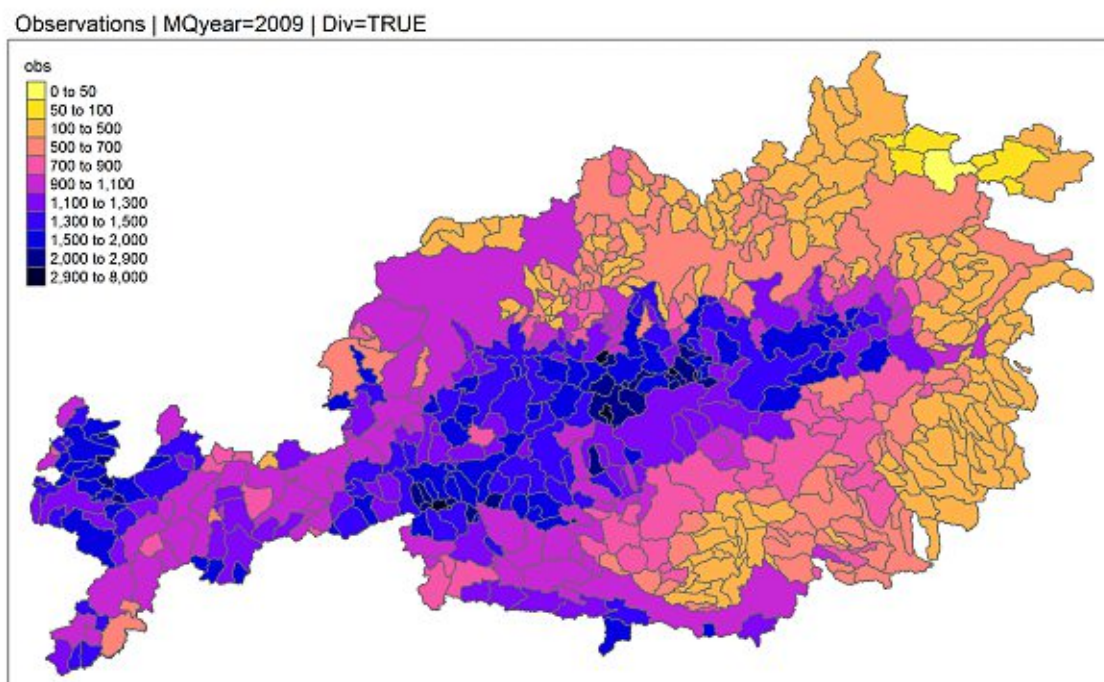 Observations | MQyear=2009 | Div=TRUE
obs
0 to 50
50 to 100
100 to 500
500 to 700
700 to 900
900 to 1,100
1,100 to 1,300
1,300 to 1,500
1,500 to 2,000
2,000 to 2,900
2,900 to 8,000